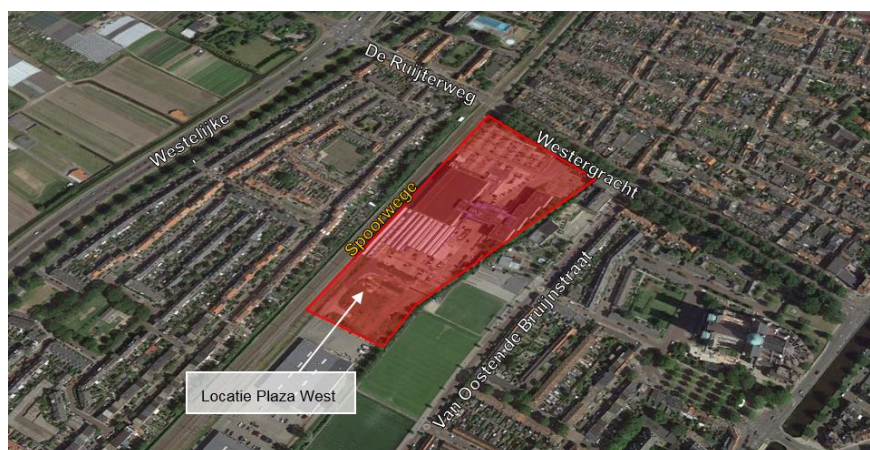 De Ruijterweg
Westelijke
Westergracht
Spoorwege
Van Oosten de Bruijnstraat
Locatie Plaza West